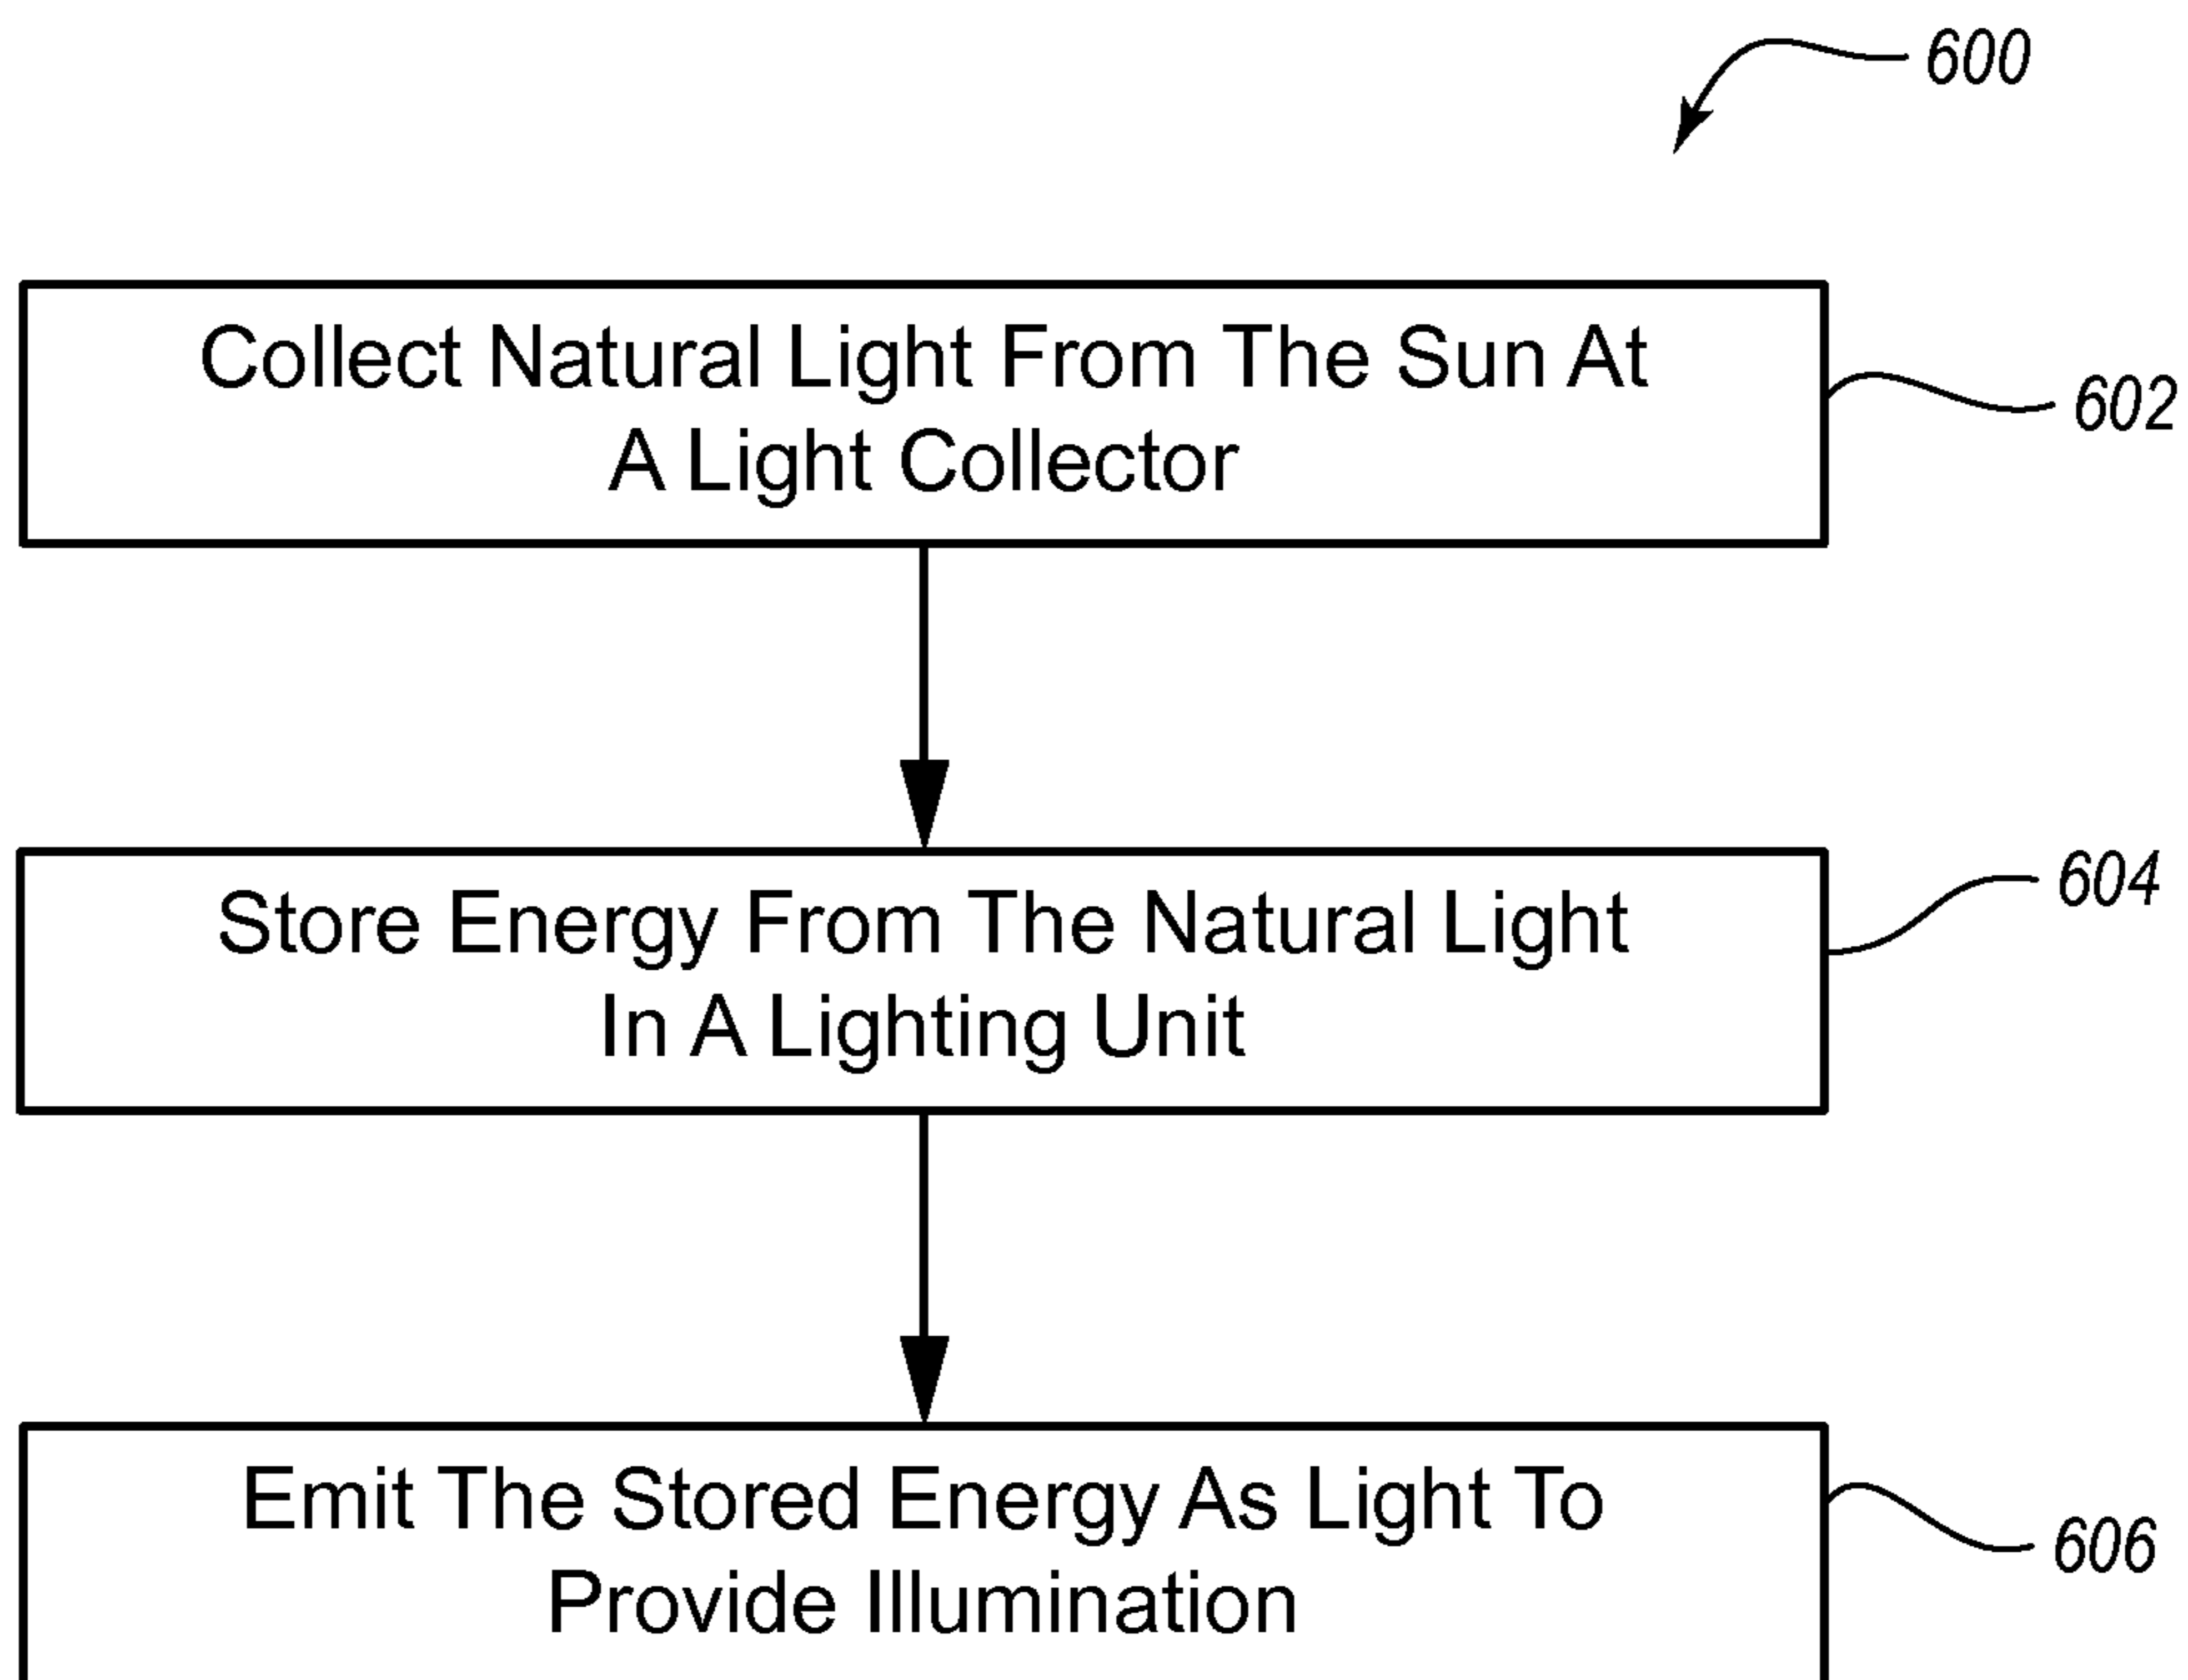 600
Collect Natural Light From The Sun At
A Light Collector
602
Store Energy From The Natural Light
In A Lighting Unit
604
Emit The Stored Energy As Light To
Provide Illumination
606